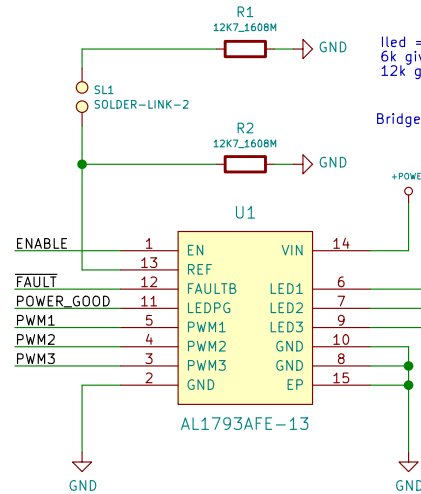 R1
12K7_1608M
GND
Iled =
6k giv
12k g
SL1
SOLDER-LINK-2
Bridge
R2
12K7_1608M
GND
+POWE
U1
ENABLE 1 EN VIN 14
13 REF
FAULT 12 FAULTB LED1 6
POWER_GOOD 11 LEDPG LED2 7
PWM1 5 PWM1 LED3 9
PWM2 4 PWM2 GND 10
PWM3 3 PWM3 GND 8
2 GND EP 15
AL1793AFE-13
GND
GND